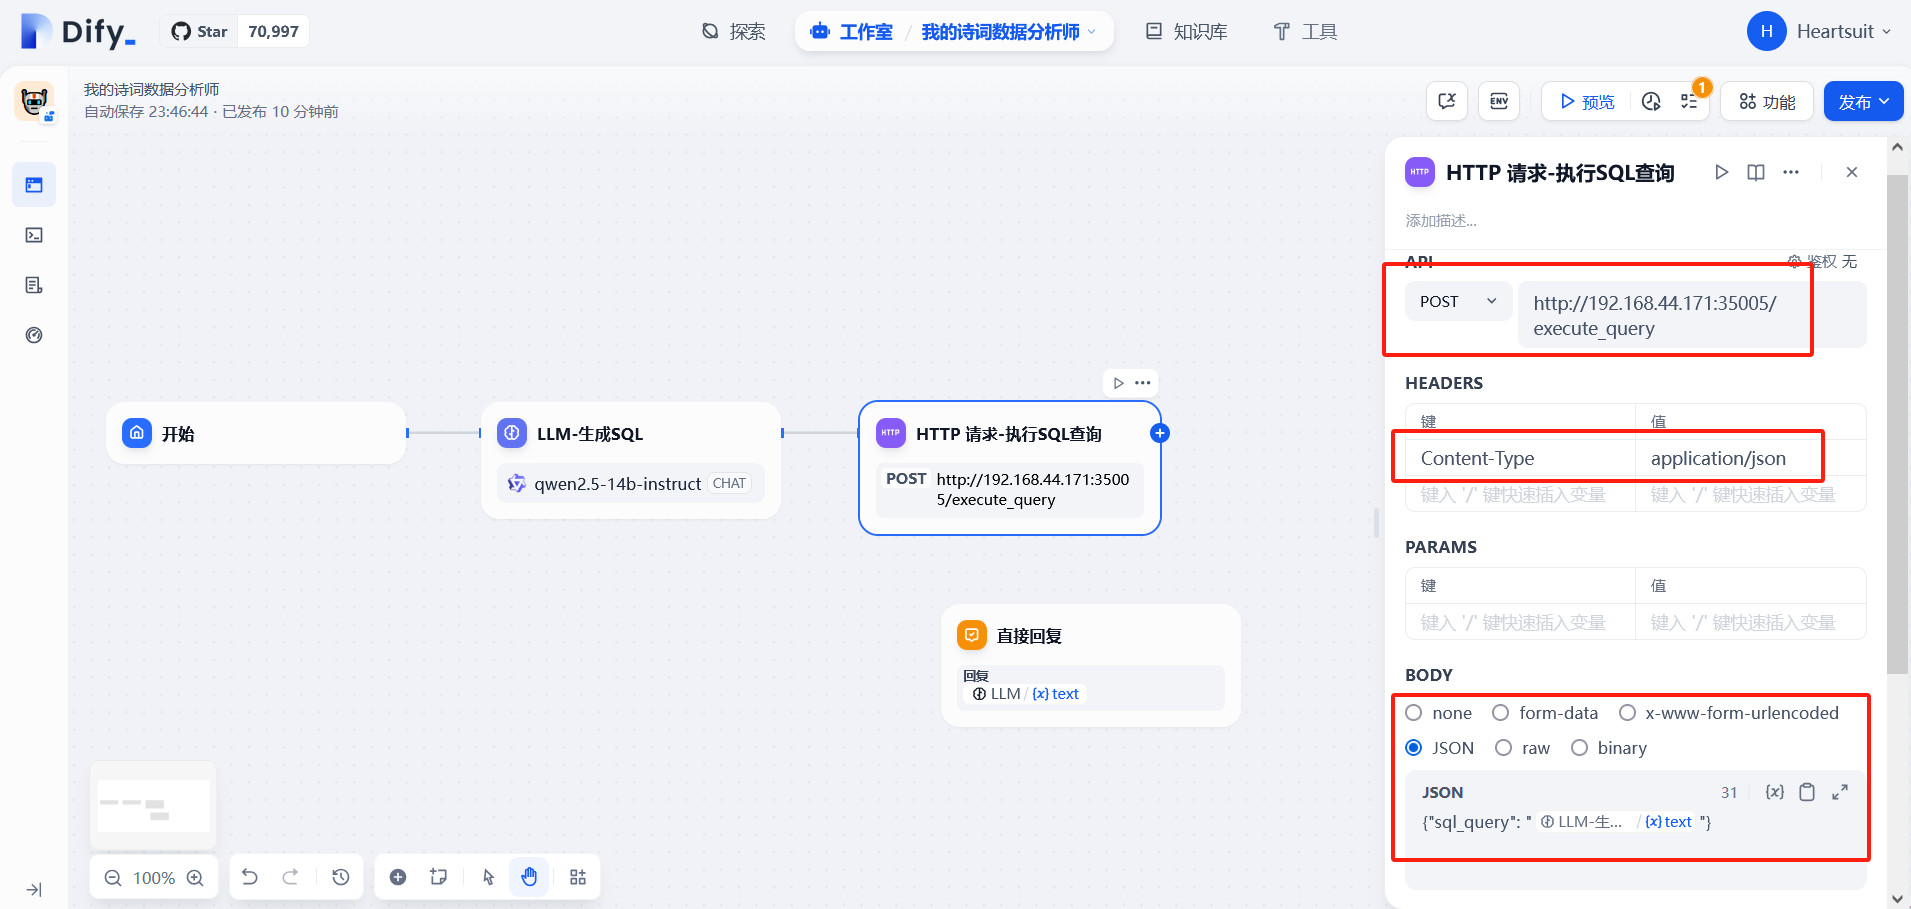 Dify_
Star 70,997
探索
工作室 / 我的诗词数据分析师
知识库
工具
H Heartsuit
我的诗词数据分析师
自动保存 23:46:44 · 已发布 10 分钟前
ENV
预览
1
功能
发布
开始
LLM-生成SQL
qwen2.5-14b-instruct CHAT
HTTP HTTP 请求-执行SQL查询
POST http://192.168.44.171:3500
5/execute_query
直接回复
回复
LLM / {x} text
100%
HTTP HTTP 请求-执行SQL查询
添加描述...
API 鉴权 无
POST http://192.168.44.171:35005/
execute_query
HEADERS
键 值
Content-Type application/json
键入 '/' 键快速插入变量 键入 '/' 键快速插入变量
PARAMS
键 值
键入 '/' 键快速插入变量 键入 '/' 键快速插入变量
BODY
none form-data x-www-form-urlencoded
JSON raw binary
JSON 31 {x}
{"sql_query": " LLM-生... / {x} text "}